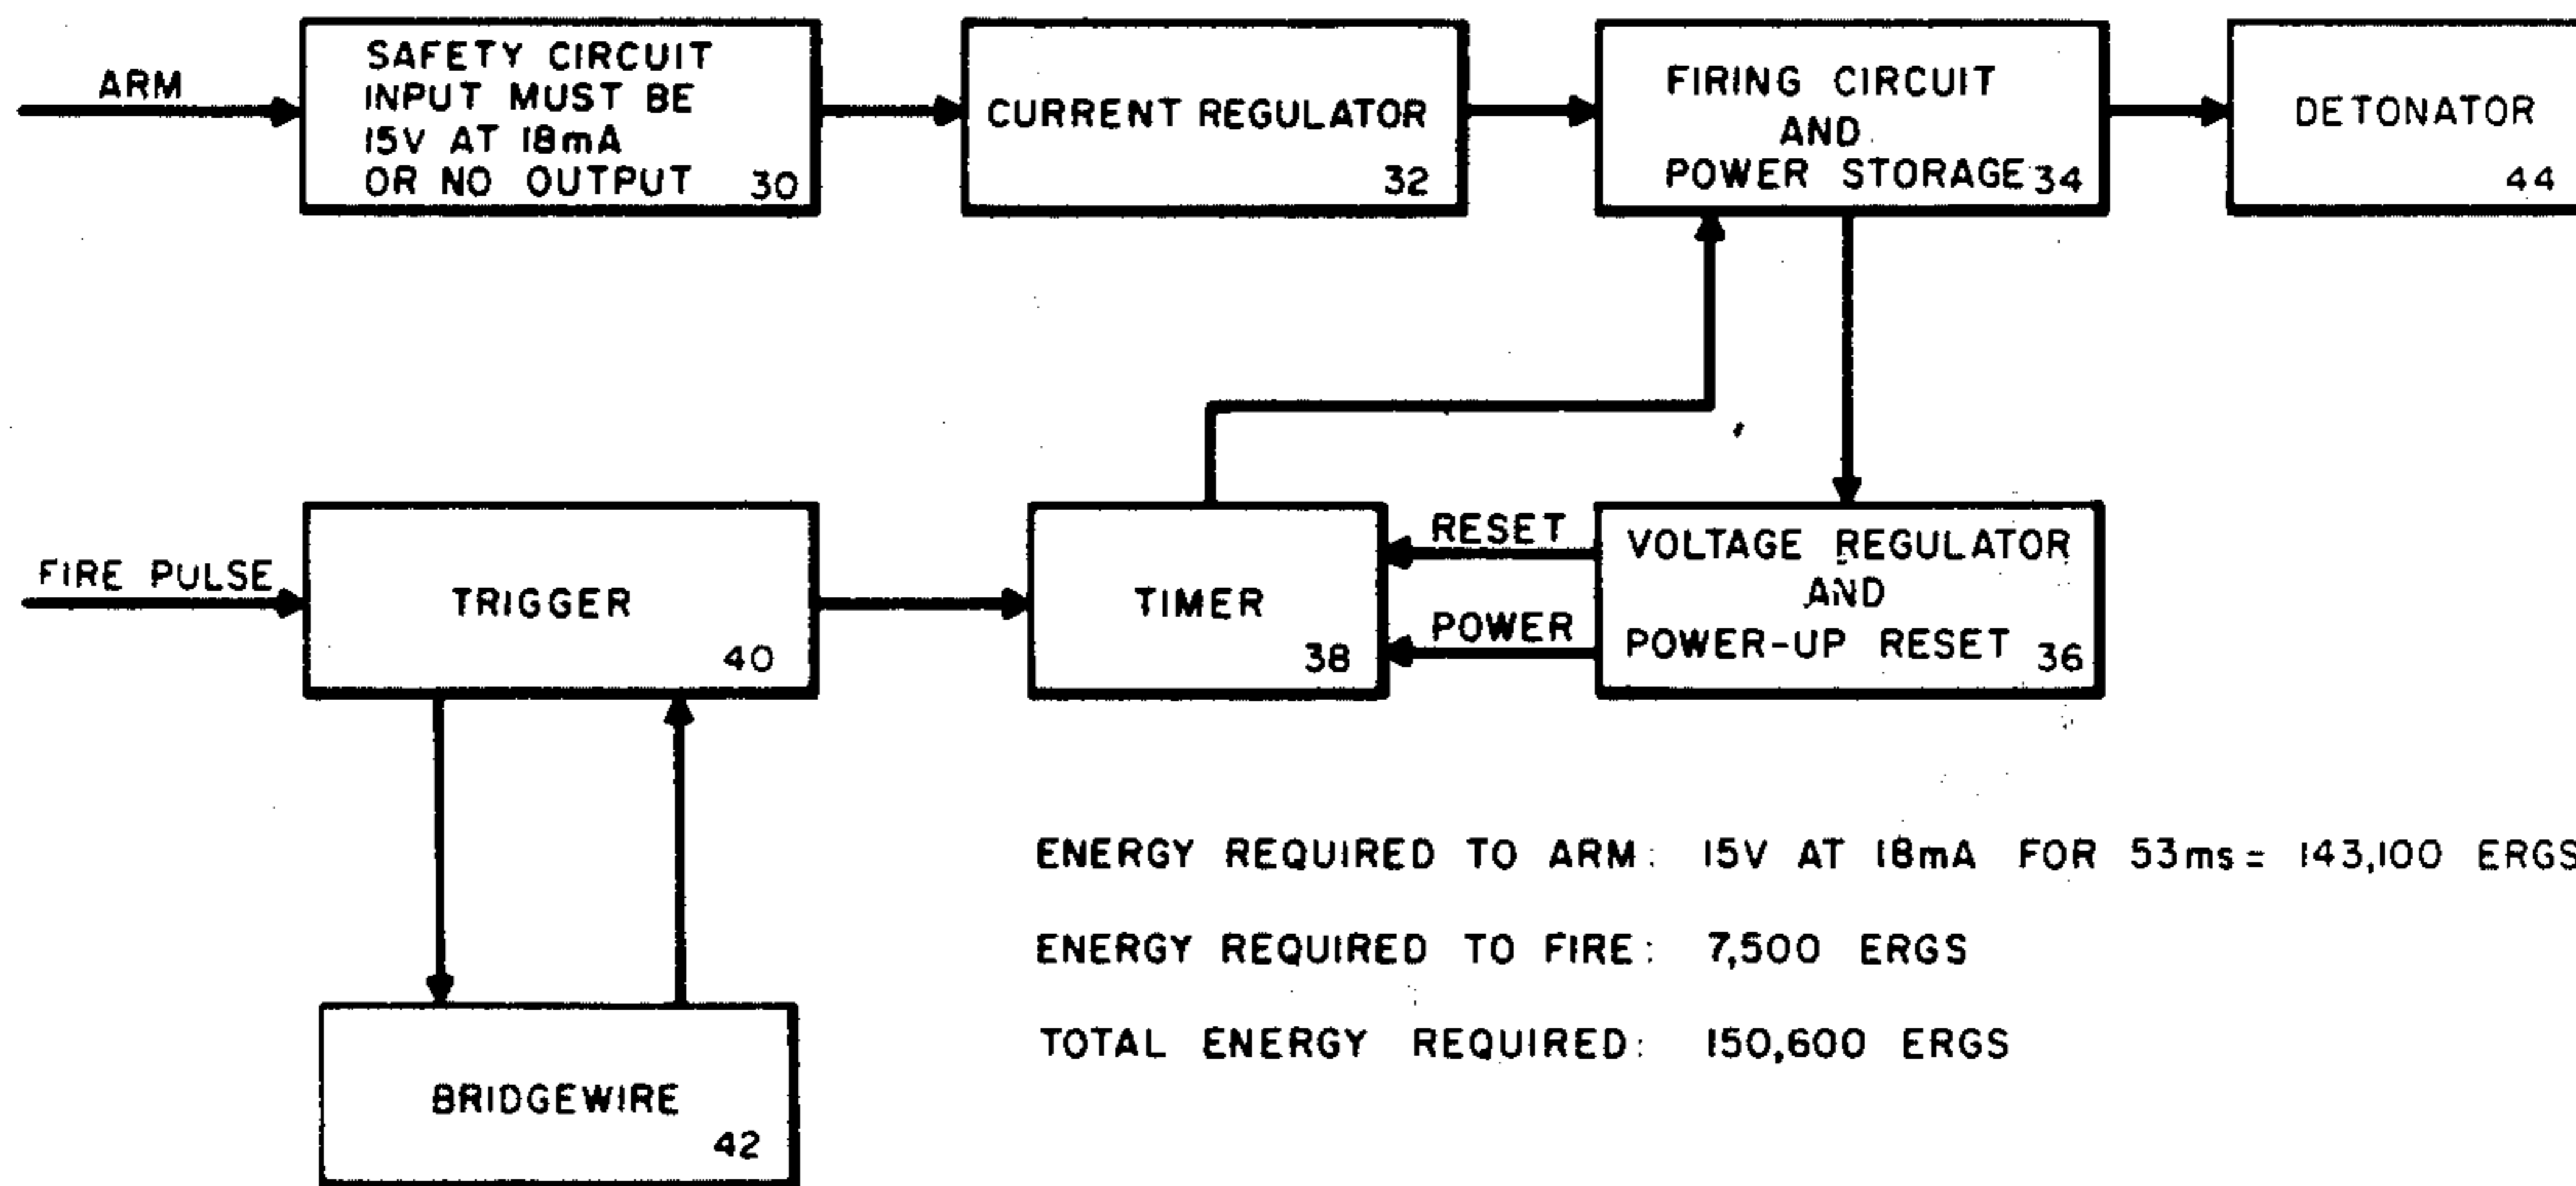 ARM
SAFETY CIRCUIT
INPUT MUST BE
15V AT 18mA
OR NO OUTPUT
30
CURRENT REGULATOR
32
FIRING CIRCUIT
AND
POWER STORAGE
34
DETONATOR
44
FIRE PULSE
TRIGGER
40
TIMER
38
RESET
POWER
VOLTAGE REGULATOR
AND
POWER-UP RESET
36
BRIDGEWIRE
42
ENERGY REQUIRED TO ARM: 15V AT 18mA FOR 53ms = 143,100 ERGS
ENERGY REQUIRED TO FIRE: 7,500 ERGS
TOTAL ENERGY REQUIRED: 150,600 ERGS